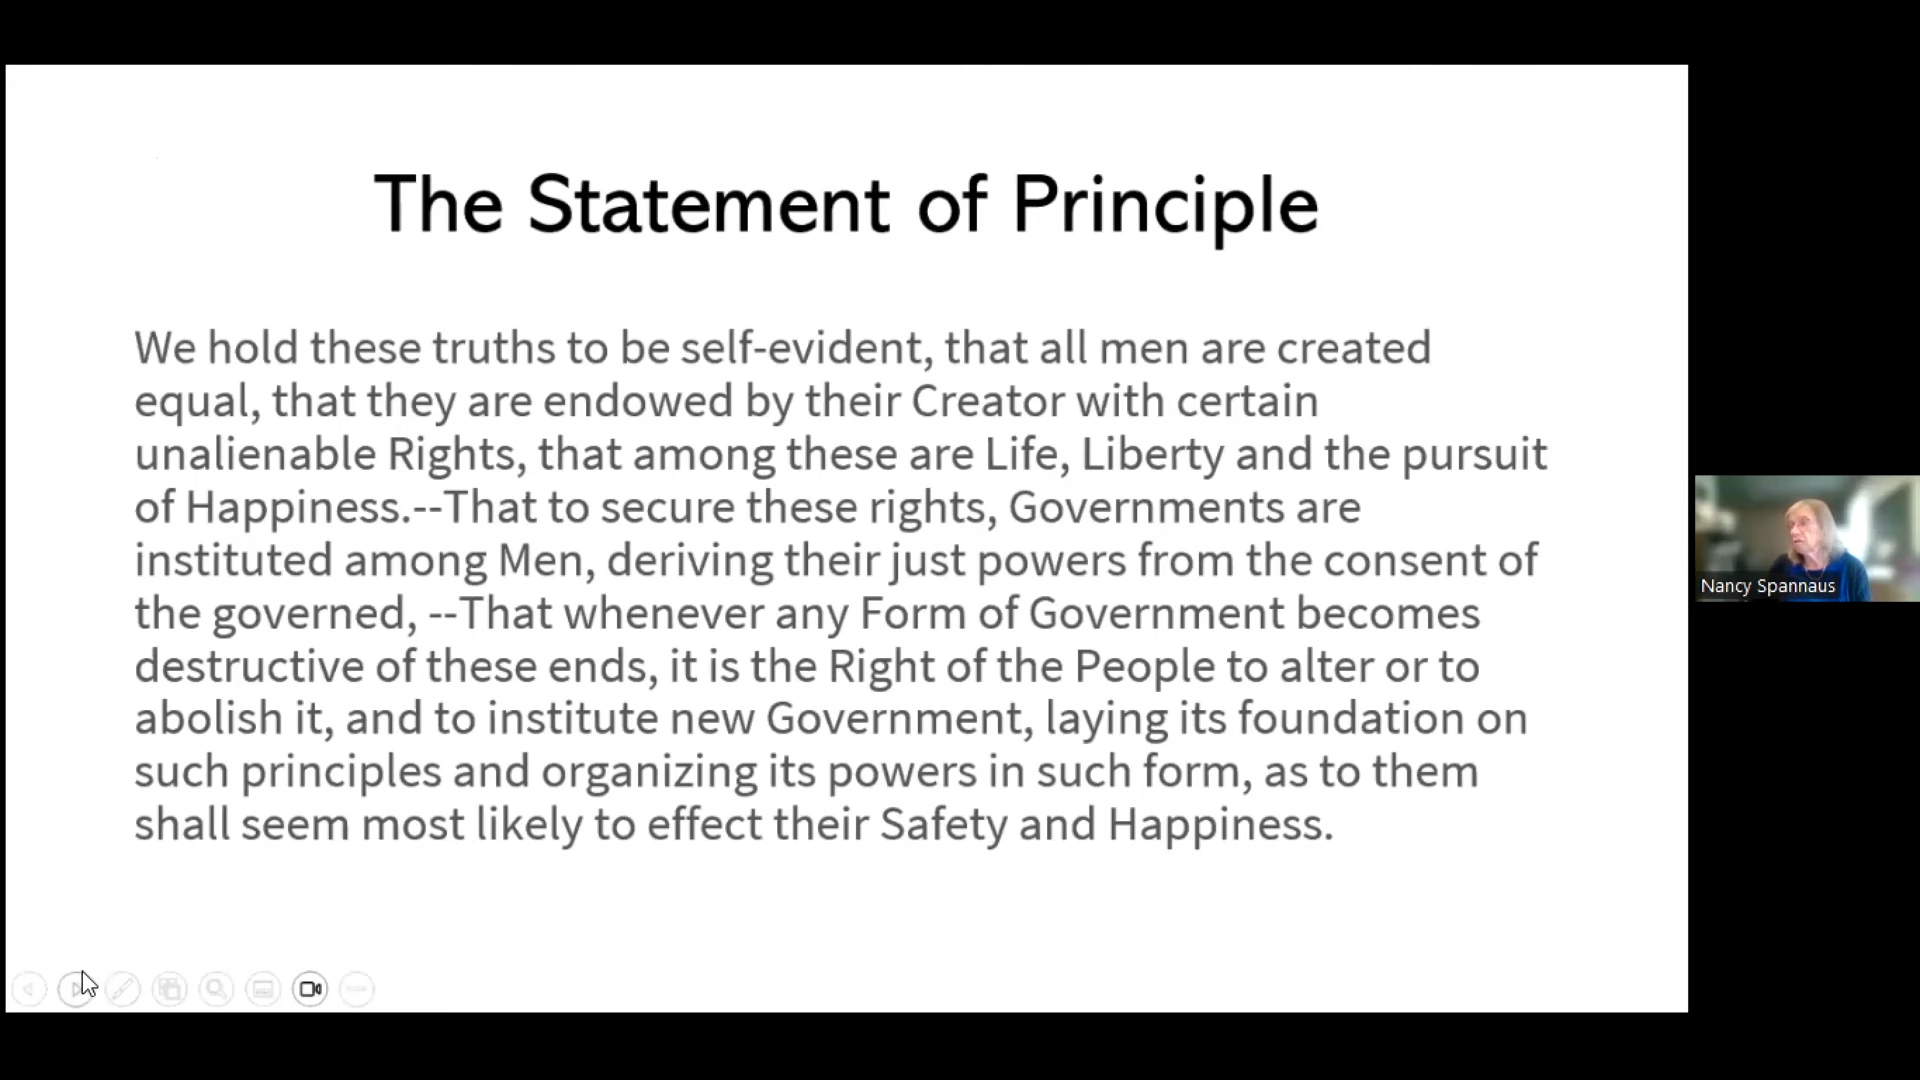 The Statement of Principle
We hold these truths to be self-evident, that all men are created
equal, that they are endowed by their Creator with certain
unalienable Rights, that among these are Life, Liberty and the pursuit
of Happiness.--That to secure these rights, Governments are
instituted among Men, deriving their just powers from the consent of
the governed, --That whenever any Form of Government becomes
destructive of these ends, it is the Right of the People to alter or to
abolish it, and to institute new Government, laying its foundation on
such principles and organizing its powers in such form, as to them
shall seem most likely to effect their Safety and Happiness.
Nancy Spannaus